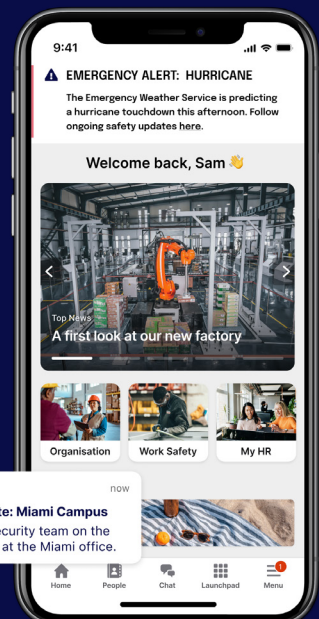 9:41
EMERGENCY ALERT: HURRICANE
The Emergency Weather Service is predicting
a hurricane touchdown this afternoon. Follow
ongoing safety updates here.
Welcome back, Sam 👋
Top News
A first look at our new factory
Organisation
Work Safety
My HR
now
te: Miami Campus
ecurity team on the
at the Miami office.
1
Home
People
Chat
Launchpad
Menu